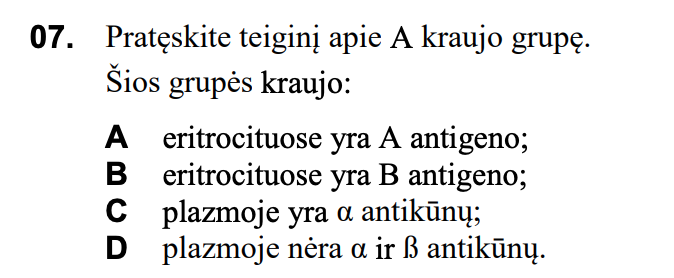 07. Pratęskite teiginį apie A kraujo grupę.
Šios grupės kraujo:
A eritrocituose yra A antigeno;
B eritrocituose yra B antigeno;
C plazmoje yra α antikūnų;
D plazmoje nėra α ir ß antikūnų.